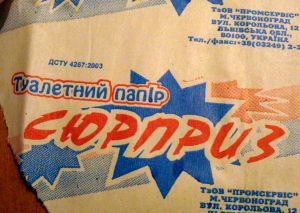 ТзОВ "ПРОМСЕРВІС"
М.ЧЕРВОНОГРАД
ВУЛ. КОРОЛЬОВА, 12
ЛЬВІВСЬКА ОБЛ.,
80100, УКРАЇНА
Тел./факс:+38(03249) 2-3
ДСТУ 4267:2003
Туалетний папір
СЮРПРИЗ
ТзОВ "ПРОМСЕРВІС"
М.ЧЕРВОНОГРАД
ВУЛ. КОРОЛЬОВА, 12